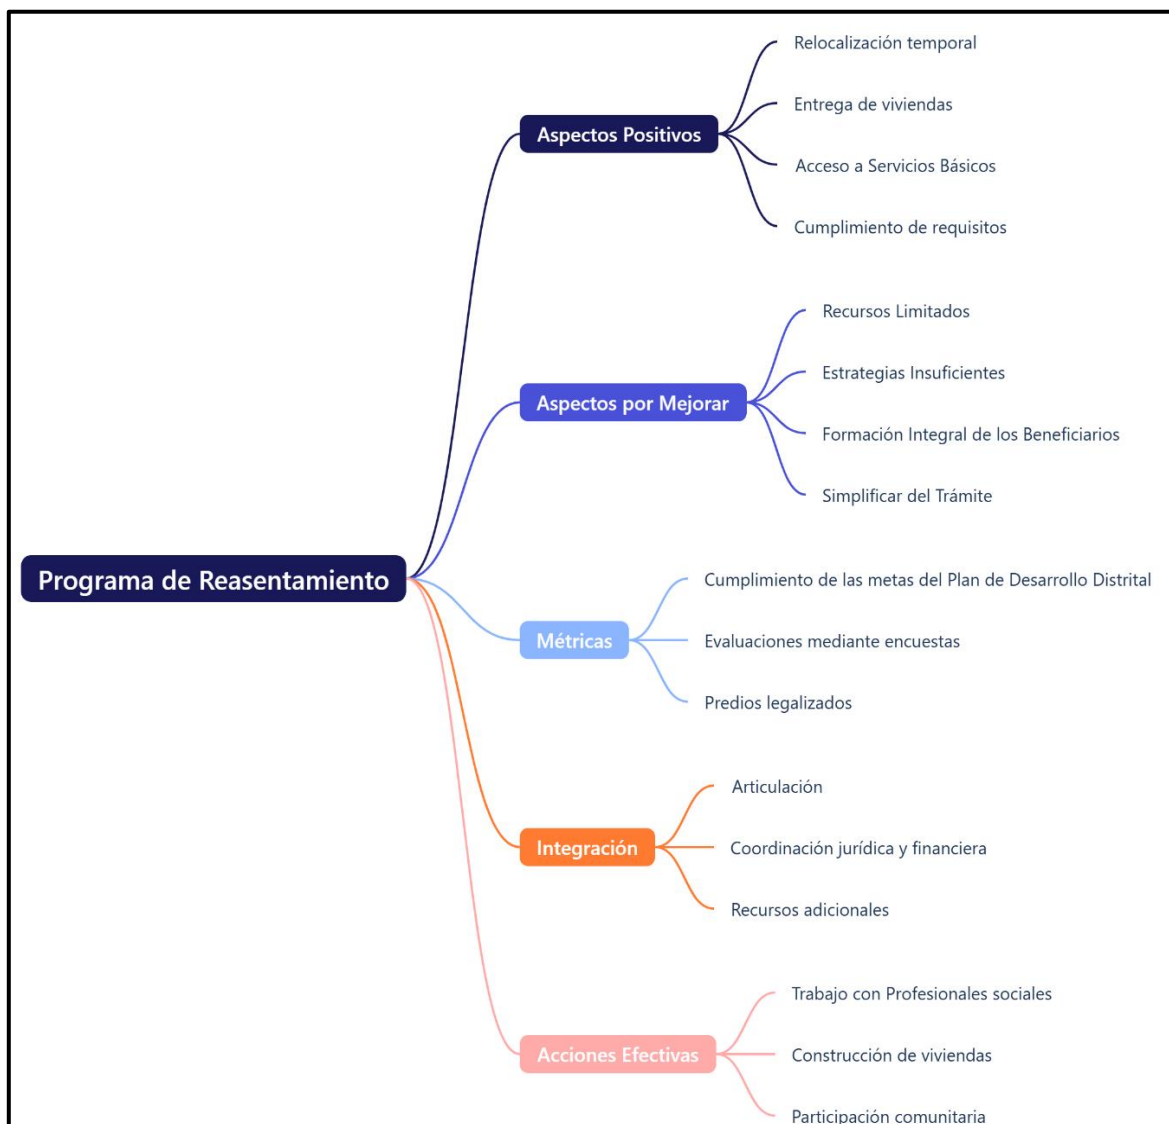 Programa de Reasentamiento
Aspectos Positivos
Relocalización temporal
Entrega de viviendas
Acceso a Servicios Básicos
Cumplimiento de requisitos
Aspectos por Mejorar
Recursos Limitados
Estrategias Insuficientes
Formación Integral de los Beneficiarios
Simplificar del Trámite
Métricas
Cumplimiento de las metas del Plan de Desarrollo Distrital
Evaluaciones mediante encuestas
Predios legalizados
Integración
Articulación
Coordinación jurídica y financiera
Recursos adicionales
Acciones Efectivas
Trabajo con Profesionales sociales
Construcción de viviendas
Participación comunitaria